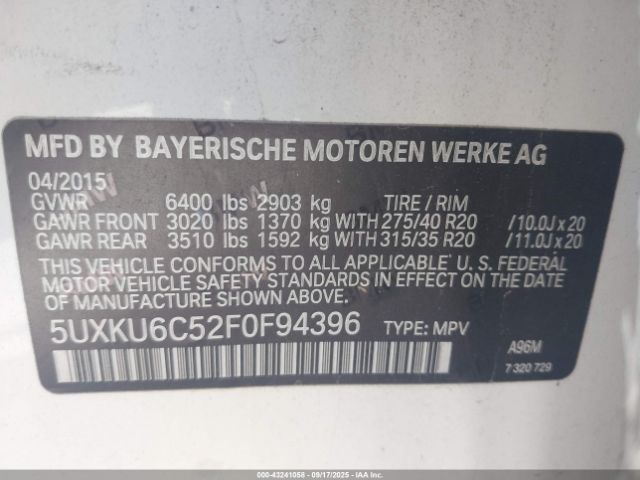 MFD BY BAYERISCHE MOTOREN WERKE AG
04/2015
GVWR 6400 lbs 2903 kg TIRE / RIM
GAWR FRONT 3020 lbs 1370 kg WITH 275/40 R20 /10.0J x 20
GAWR REAR 3510 lbs 1592 kg WITH 315/35 R20 /11.0J x 20
THIS VEHICLE CONFORMS TO ALL APPLICABLE U. S. FEDERAL
MOTOR VEHICLE SAFETY STANDARDS IN EFFECT ON THE DATE OF
MANUFACTURE SHOWN ABOVE.
5UXKU6C52F0F94396 TYPE: MPV
A96M
7 320 729
000-43241058 - 09/17/2025 - COPART